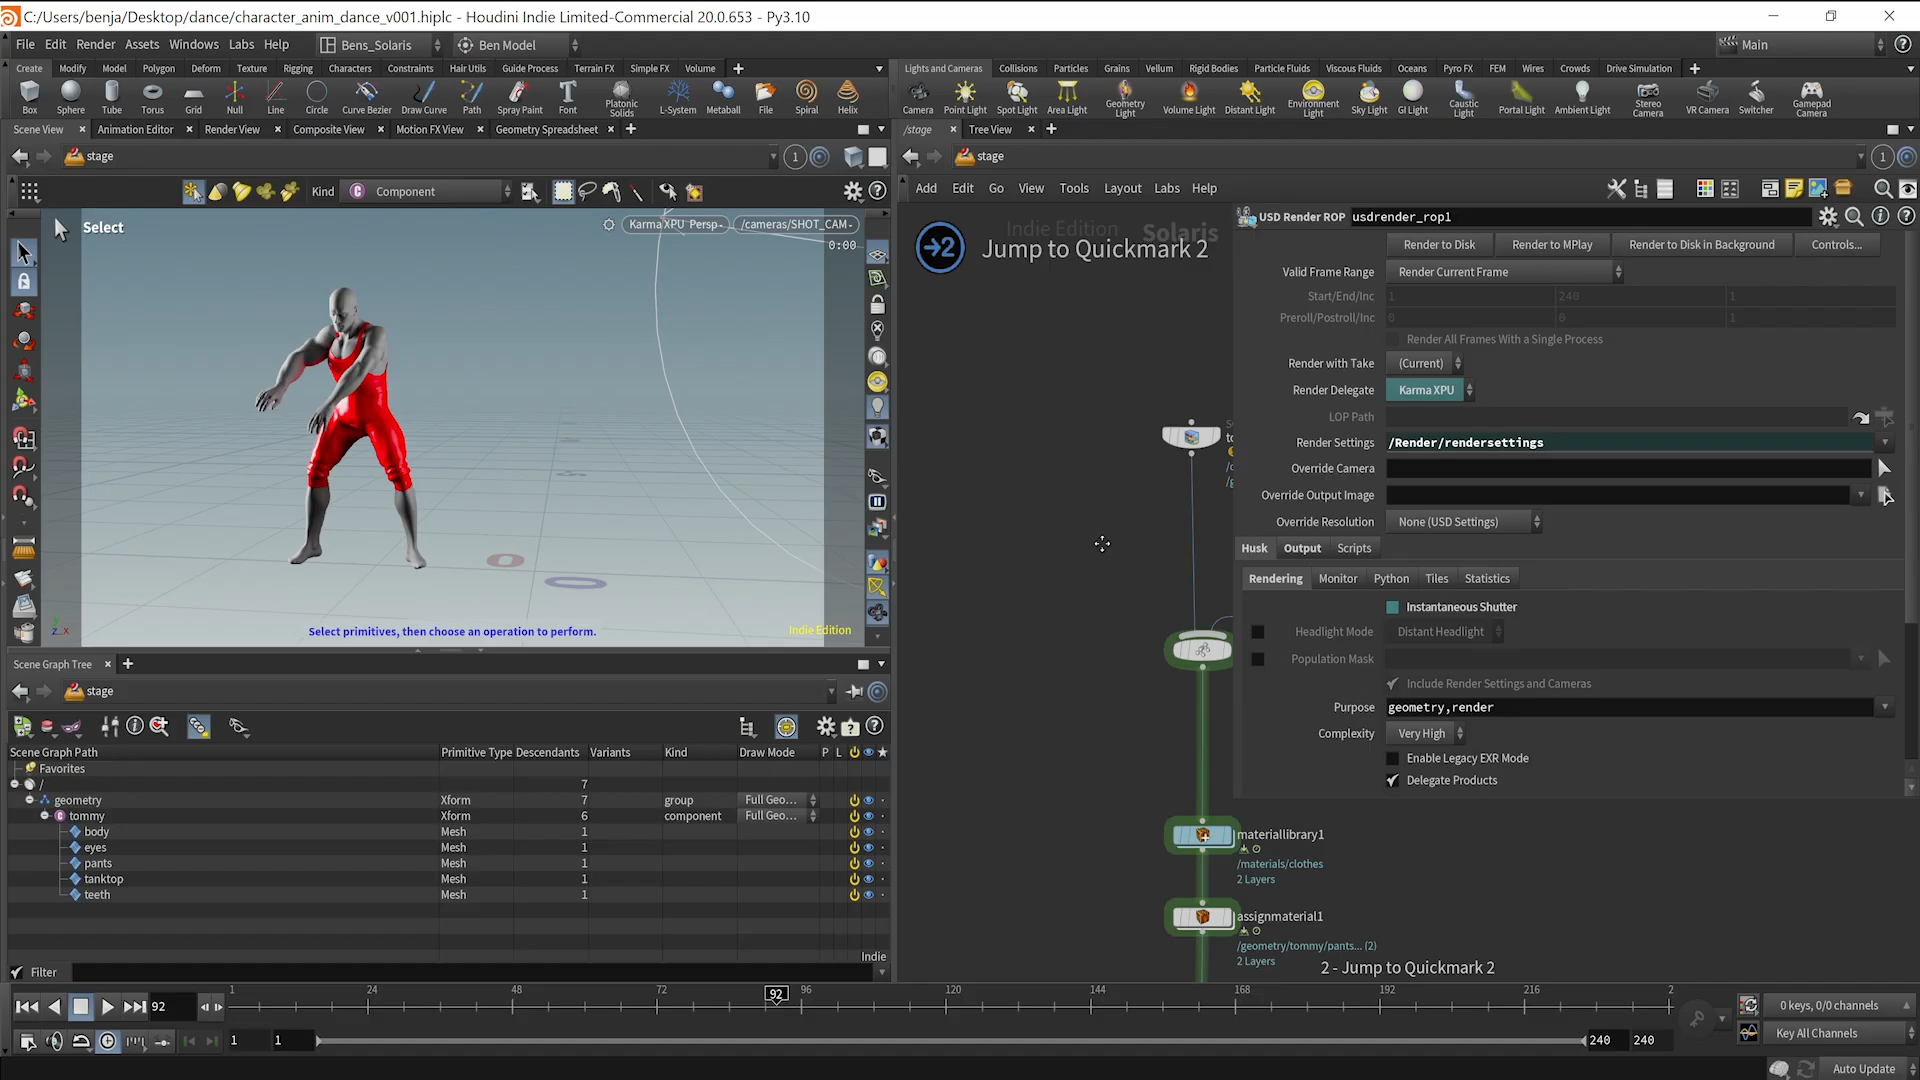 C:/Users/benja/Desktop/dance/character_anim_dance_v001.hiplc - Houdini Indie Limited-Commercial 20.0.653 - Py3.10
File Edit Render Assets Windows Labs Help Bens_Solaris Ben Model Main
Create Modify Model Polygon Deform Texture Rigging Characters Constraints Hair Utils Guide Process Terrain FX Simple FX Volume
Lights and Cameras Collisions Particles Grains Vellum Rigid Bodies Particle Fluids Viscous Fluids Oceans Pyro FX FEM Wires Crowds Drive Simulation
Box Sphere Tube Torus Grid Null Line Circle Curve Bezier Draw Curve Path Spray Paint Font Platonic Solids L-System Metaball File Spiral Helix
Camera Point Light Spot Light Area Light Geometry Light Volume Light Distant Light Environment Light Sky Light GI Light Caustic Light Portal Light Ambient Light Stereo Camera VR Camera Switcher Gamepad Camera
Scene View Animation Editor Render View Composite View Motion FX View Geometry Spreadsheet
/stage Tree View
stage 1
stage 1
Kind Component
Add Edit Go View Tools Layout Labs Help
Select Karma XPU Persp- /cameras/SHOT_CAM-
0:00
Indie Edition Solaris
2 Jump to Quickmark 2
USD Render ROP usdrender_rop1
Render to Disk Render to MPlay Render to Disk in Background Controls...
Valid Frame Range Render Current Frame
Start/End/Inc 1 240 1
Preroll/Postroll/Inc 0 0 1
Render All Frames With a Single Process
Render with Take (Current)
Render Delegate Karma XPU
LOP Path
Render Settings /Render/rendersettings
Override Camera
Override Output Image
Override Resolution None (USD Settings)
Husk Output Scripts
Rendering Monitor Python Tiles Statistics
Instantaneous Shutter
Headlight Mode Distant Headlight
Population Mask
Include Render Settings and Cameras
Purpose geometry,render
Complexity Very High
Enable Legacy EXR Mode
Delegate Products
Select primitives, then choose an operation to perform.
Indie Edition
materiallibrary1
/materials/clothes
2 Layers
assignmaterial1
/geometry/tommy/pants... (2)
2 Layers
2 - Jump to Quickmark 2
Scene Graph Tree
stage
Scene Graph Path Primitive Type Descendants Variants Kind Draw Mode P L
Favorites
/ 7
geometry Xform 7 group Full Geo...
tommy Xform 6 component Full Geo...
body Mesh 1
eyes Mesh 1
pants Mesh 1
tanktop Mesh 1
teeth Mesh 1
Indie
Filter
92 1 24 48 72 92 96 120 144 168 192 216 2
0 keys, 0/0 channels
1 1 240 240 Key All Channels
Auto Update